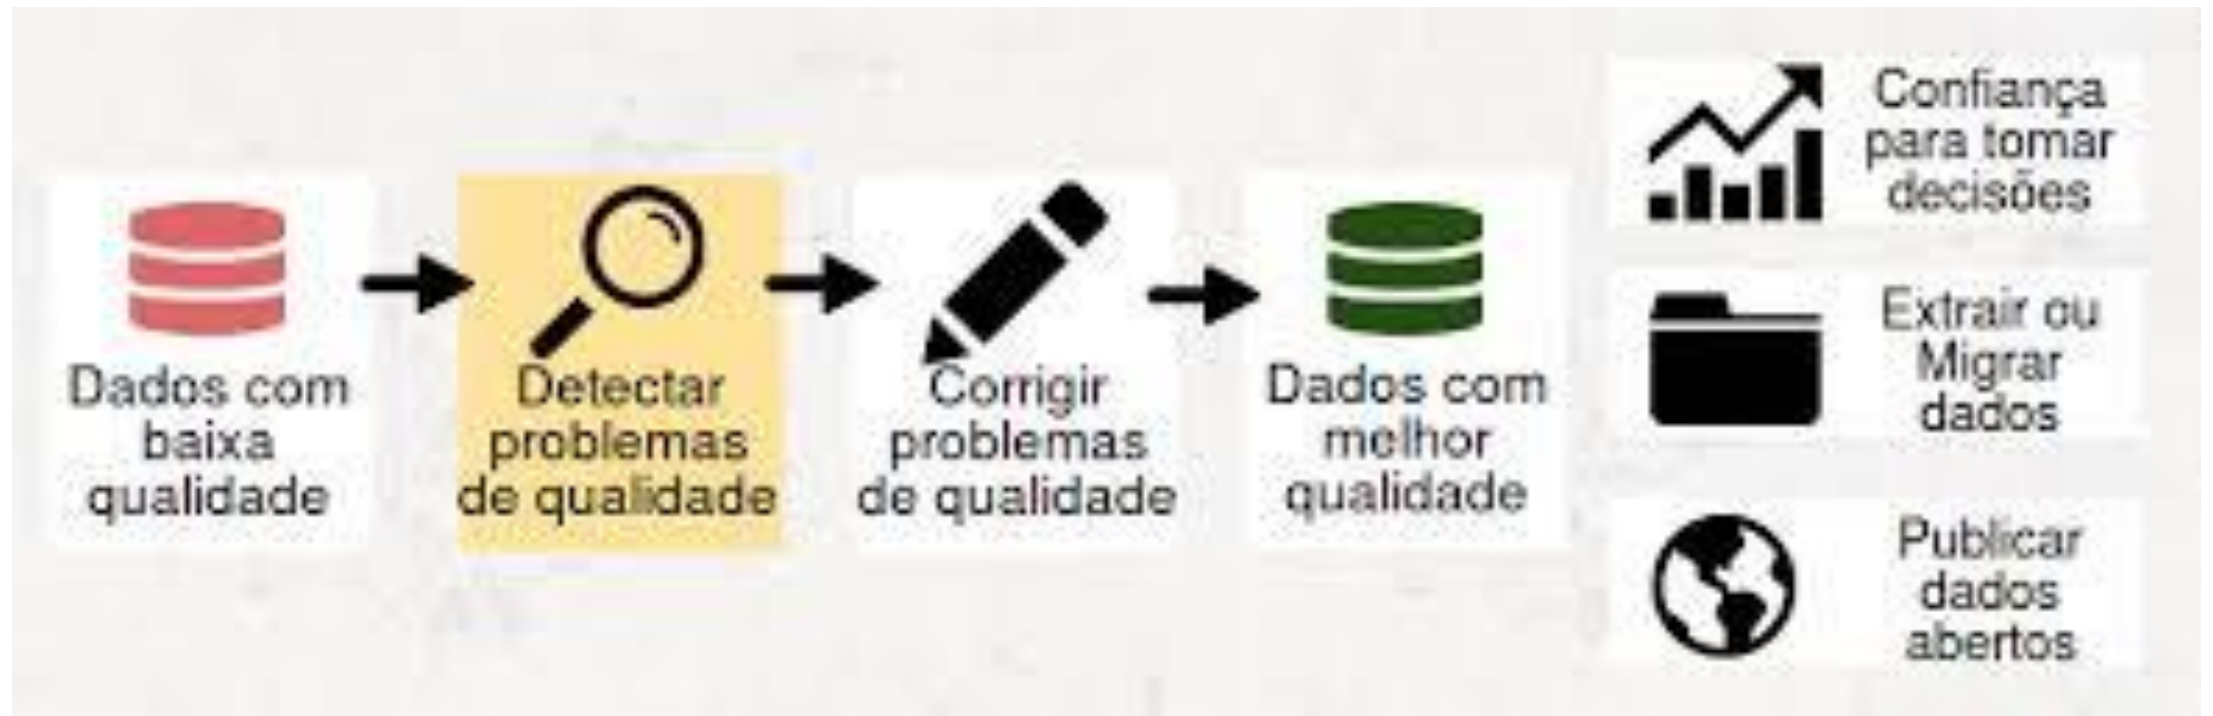 Dados com
baixa
qualidade
Detectar
problemas
de qualidade
Corrigir
problemas
de qualidade
Dados com
melhor
qualidade
Confiança
para tomar
decisões
Extrair ou
Migrar
dados
Publicar
dados
abertos